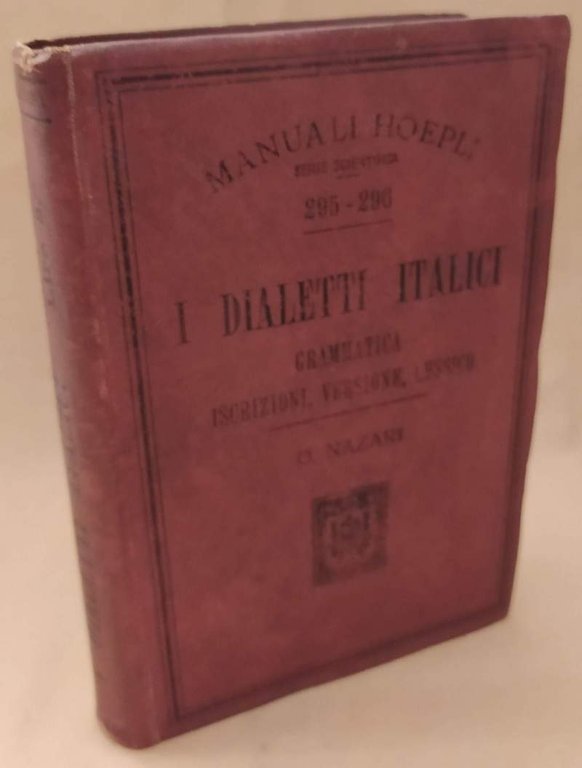 MANUALI HOEPLI
SERIE SCIENTIFICA
295-296
I DIALETTI ITALICI
GRAMMATICA
ISCRIZIONI, VERSIONE, LESSICO
O. NAZARI